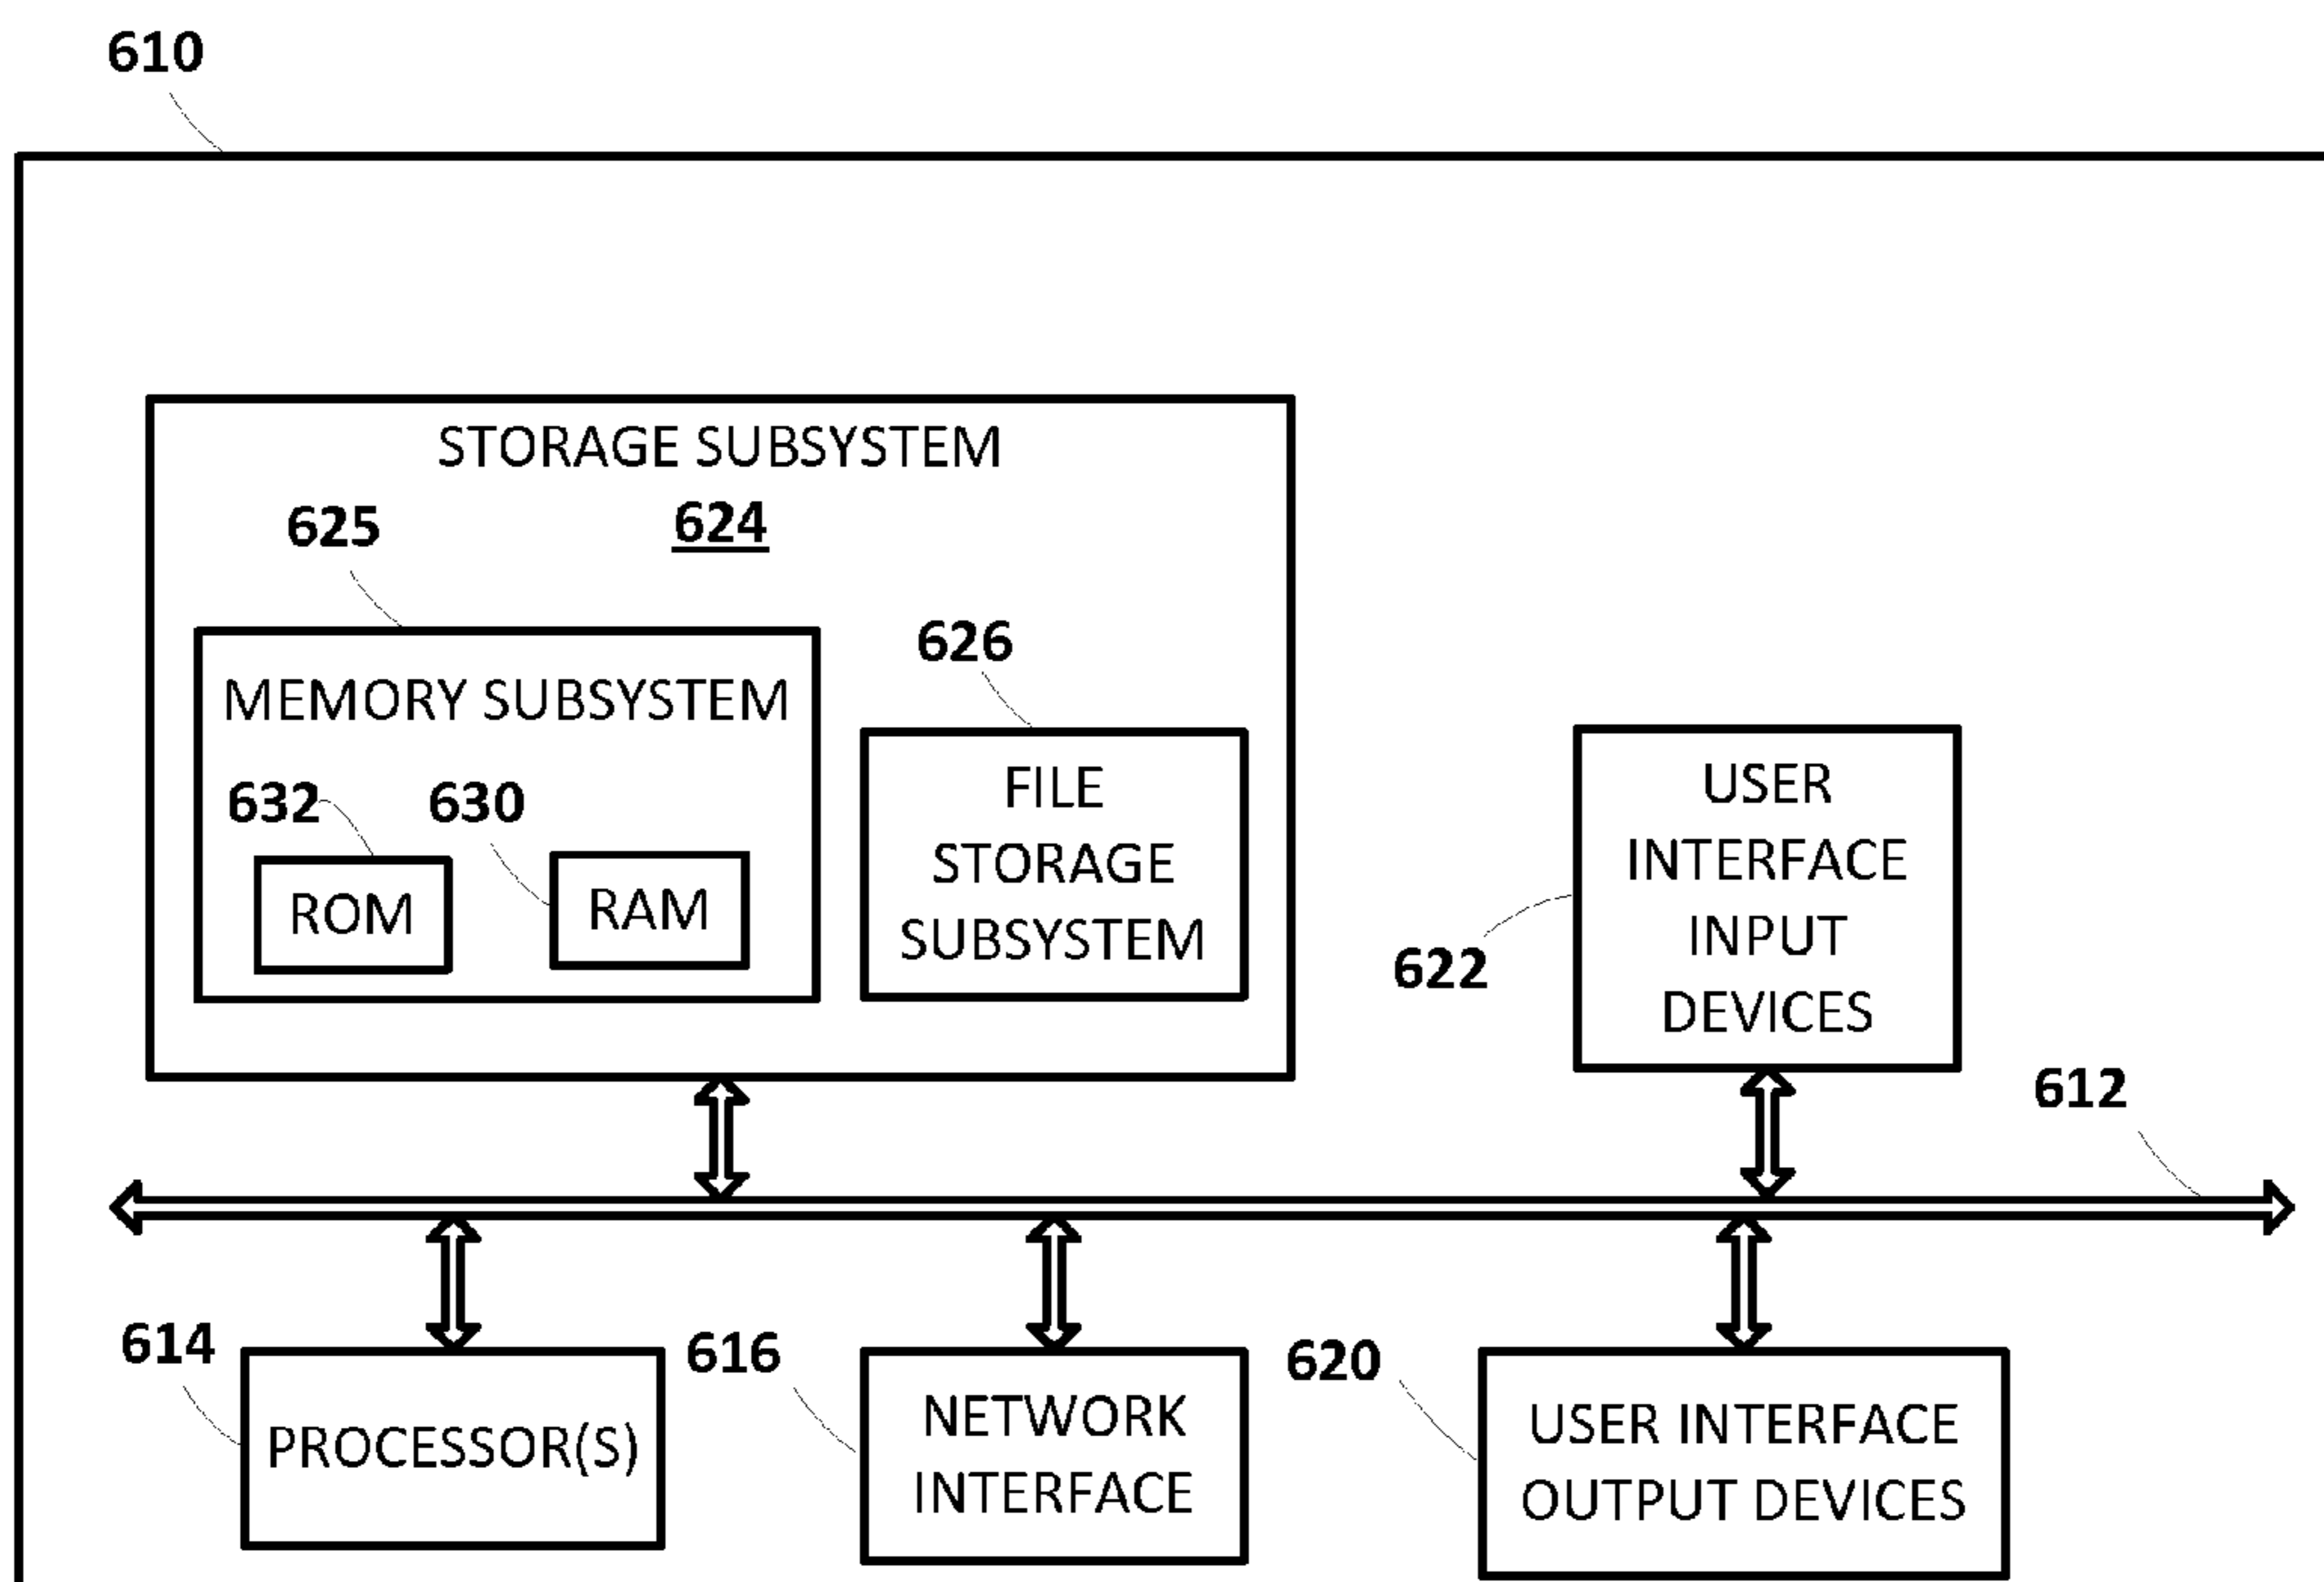 610
STORAGE SUBSYSTEM
624
625
MEMORY SUBSYSTEM
632
630
ROM
RAM
626
FILE
STORAGE
SUBSYSTEM
USER
INTERFACE
INPUT
DEVICES
622
612
614
PROCESSOR(S)
616
NETWORK
INTERFACE
620
USER INTERFACE
OUTPUT DEVICES